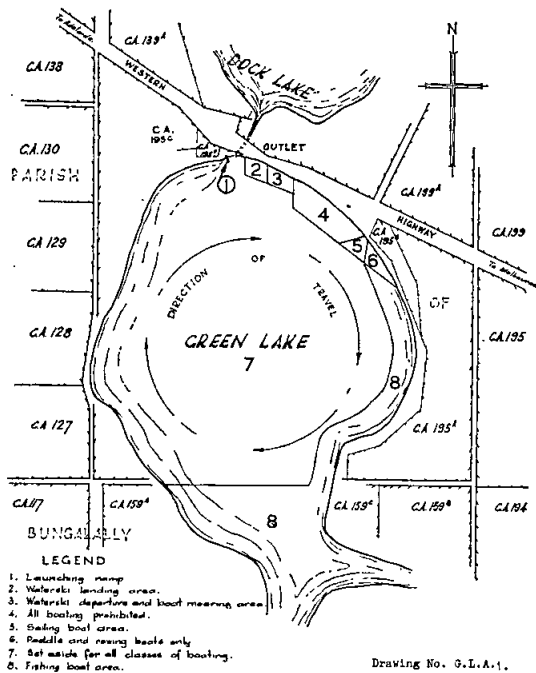 To Adelaide.
C.A. 139ᴬ
N
C.A. 138
WESTERN
DOCK LAKE
C.A. 195ᶜ
C.A. 130
PARISH
OUTLET
1
2
3
C.A. 199ᴬ
4
HIGHWAY
C.A. 199
C.A. 129
5
C.A. 195ᴮ
6
To Melbourne
DIRECTION
OF
TRAVEL
OF
GREEN LAKE
7
C.A. 128
C.A. 195
8
C.A. 127
C.A. 195ᴬ
C.A. 117
C.A. 159ᴬ
8
C.A. 159ᶜ
C.A. 159ᴮ
C.A. 194
BUNGALALLY
LEGEND
1. Launching ramp
2. Waterski landing area.
3. Waterski departure and boat mooring area.
4. All boating prohibited.
5. Sailing boat area.
6. Paddle and rowing boats only
7. Set aside for all classes of boating.
8. Fishing boat area.
Drawing No. G.L.A.1.